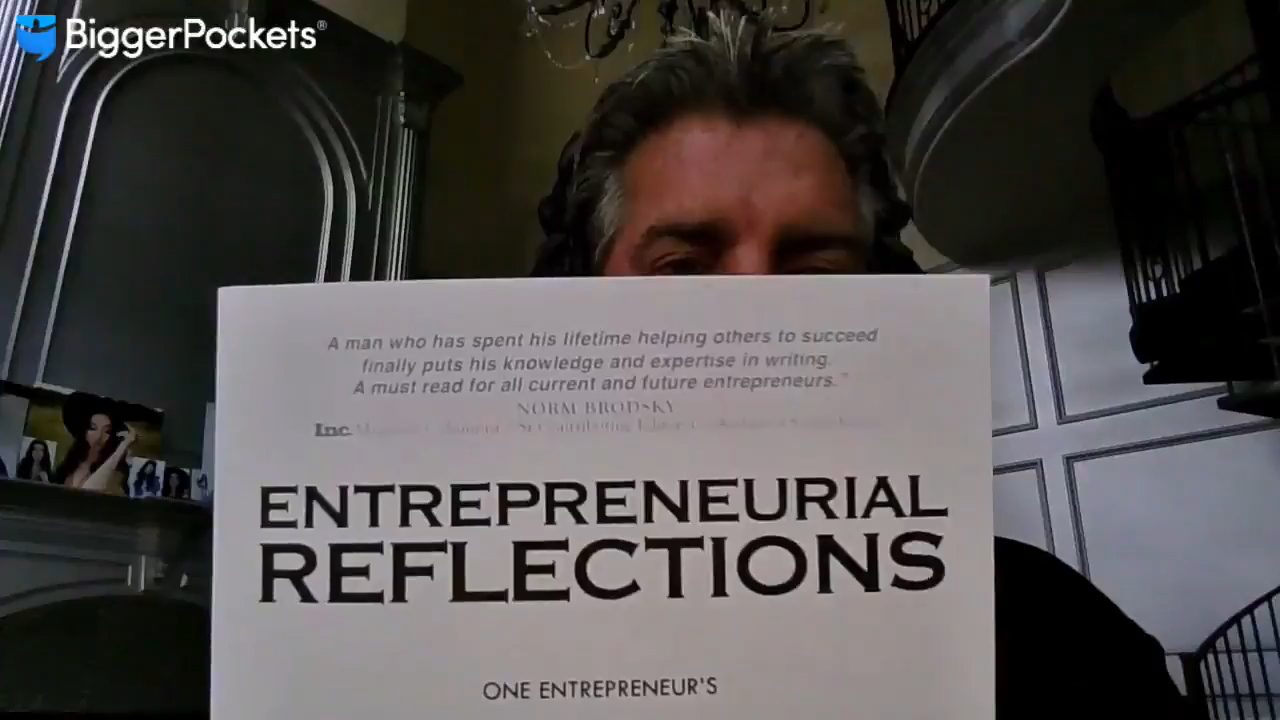 BiggerPockets®
A man who has spent his lifetime helping others to succeed
finally puts his knowledge and expertise in writing.
A must read for all current and future entrepreneurs."
NORM BRODSKY
Inc.
ENTREPRENEURIAL
REFLECTIONS
ONE ENTREPRENEUR'S